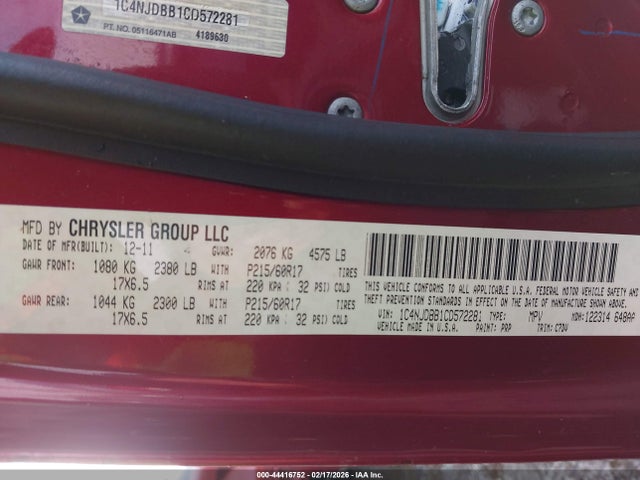 1C4NJDBB1CD572281
PT. NO. 05116471AB 4189630
MFD BY CHRYSLER GROUP LLC
DATE OF MFR(BUILT): 12-11 GVWR: 2076 KG 4575 LB
GAWR FRONT: 1080 KG 2380 LB WITH P215/60R17 TIRES
17X6.5 RIMS AT 220 KPA( 32 PSI) COLD
GAWR REAR: 1044 KG 2300 LB WITH P215/60R17 TIRES
17X6.5 RIMS AT 220 KPA( 32 PSI) COLD
THIS VEHICLE CONFORMS TO ALL APPLICABLE U.S.A. FEDERAL MOTOR VEHICLE SAFETY AN
THEFT PREVENTION STANDARDS IN EFFECT ON THE DATE OF MANUFACTURE SHOWN ABOVE.
VIN: 1C4NJDBB1CD572281 TYPE: MPV MDH:122314 648AA
VEHICLE MADE IN U.S.A. PAINT: PRP TRIM: C7DV
000-44416752 - 02/17/2026 - IAA Inc.